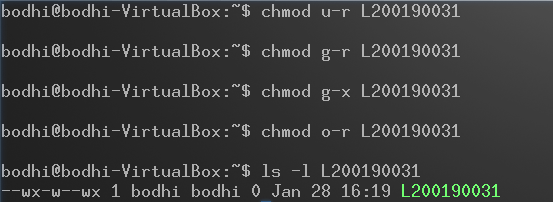 bodhi@bodhi-VirtualBox:~$ chmod u-r L200190031
bodhi@bodhi-VirtualBox:~$ chmod g-r L200190031
bodhi@bodhi-VirtualBox:~$ chmod g-x L200190031
bodhi@bodhi-VirtualBox:~$ chmod o-r L200190031
bodhi@bodhi-VirtualBox:~$ ls -l L200190031
--wx-w--wx 1 bodhi bodhi 0 Jan 28 16:19 L200190031